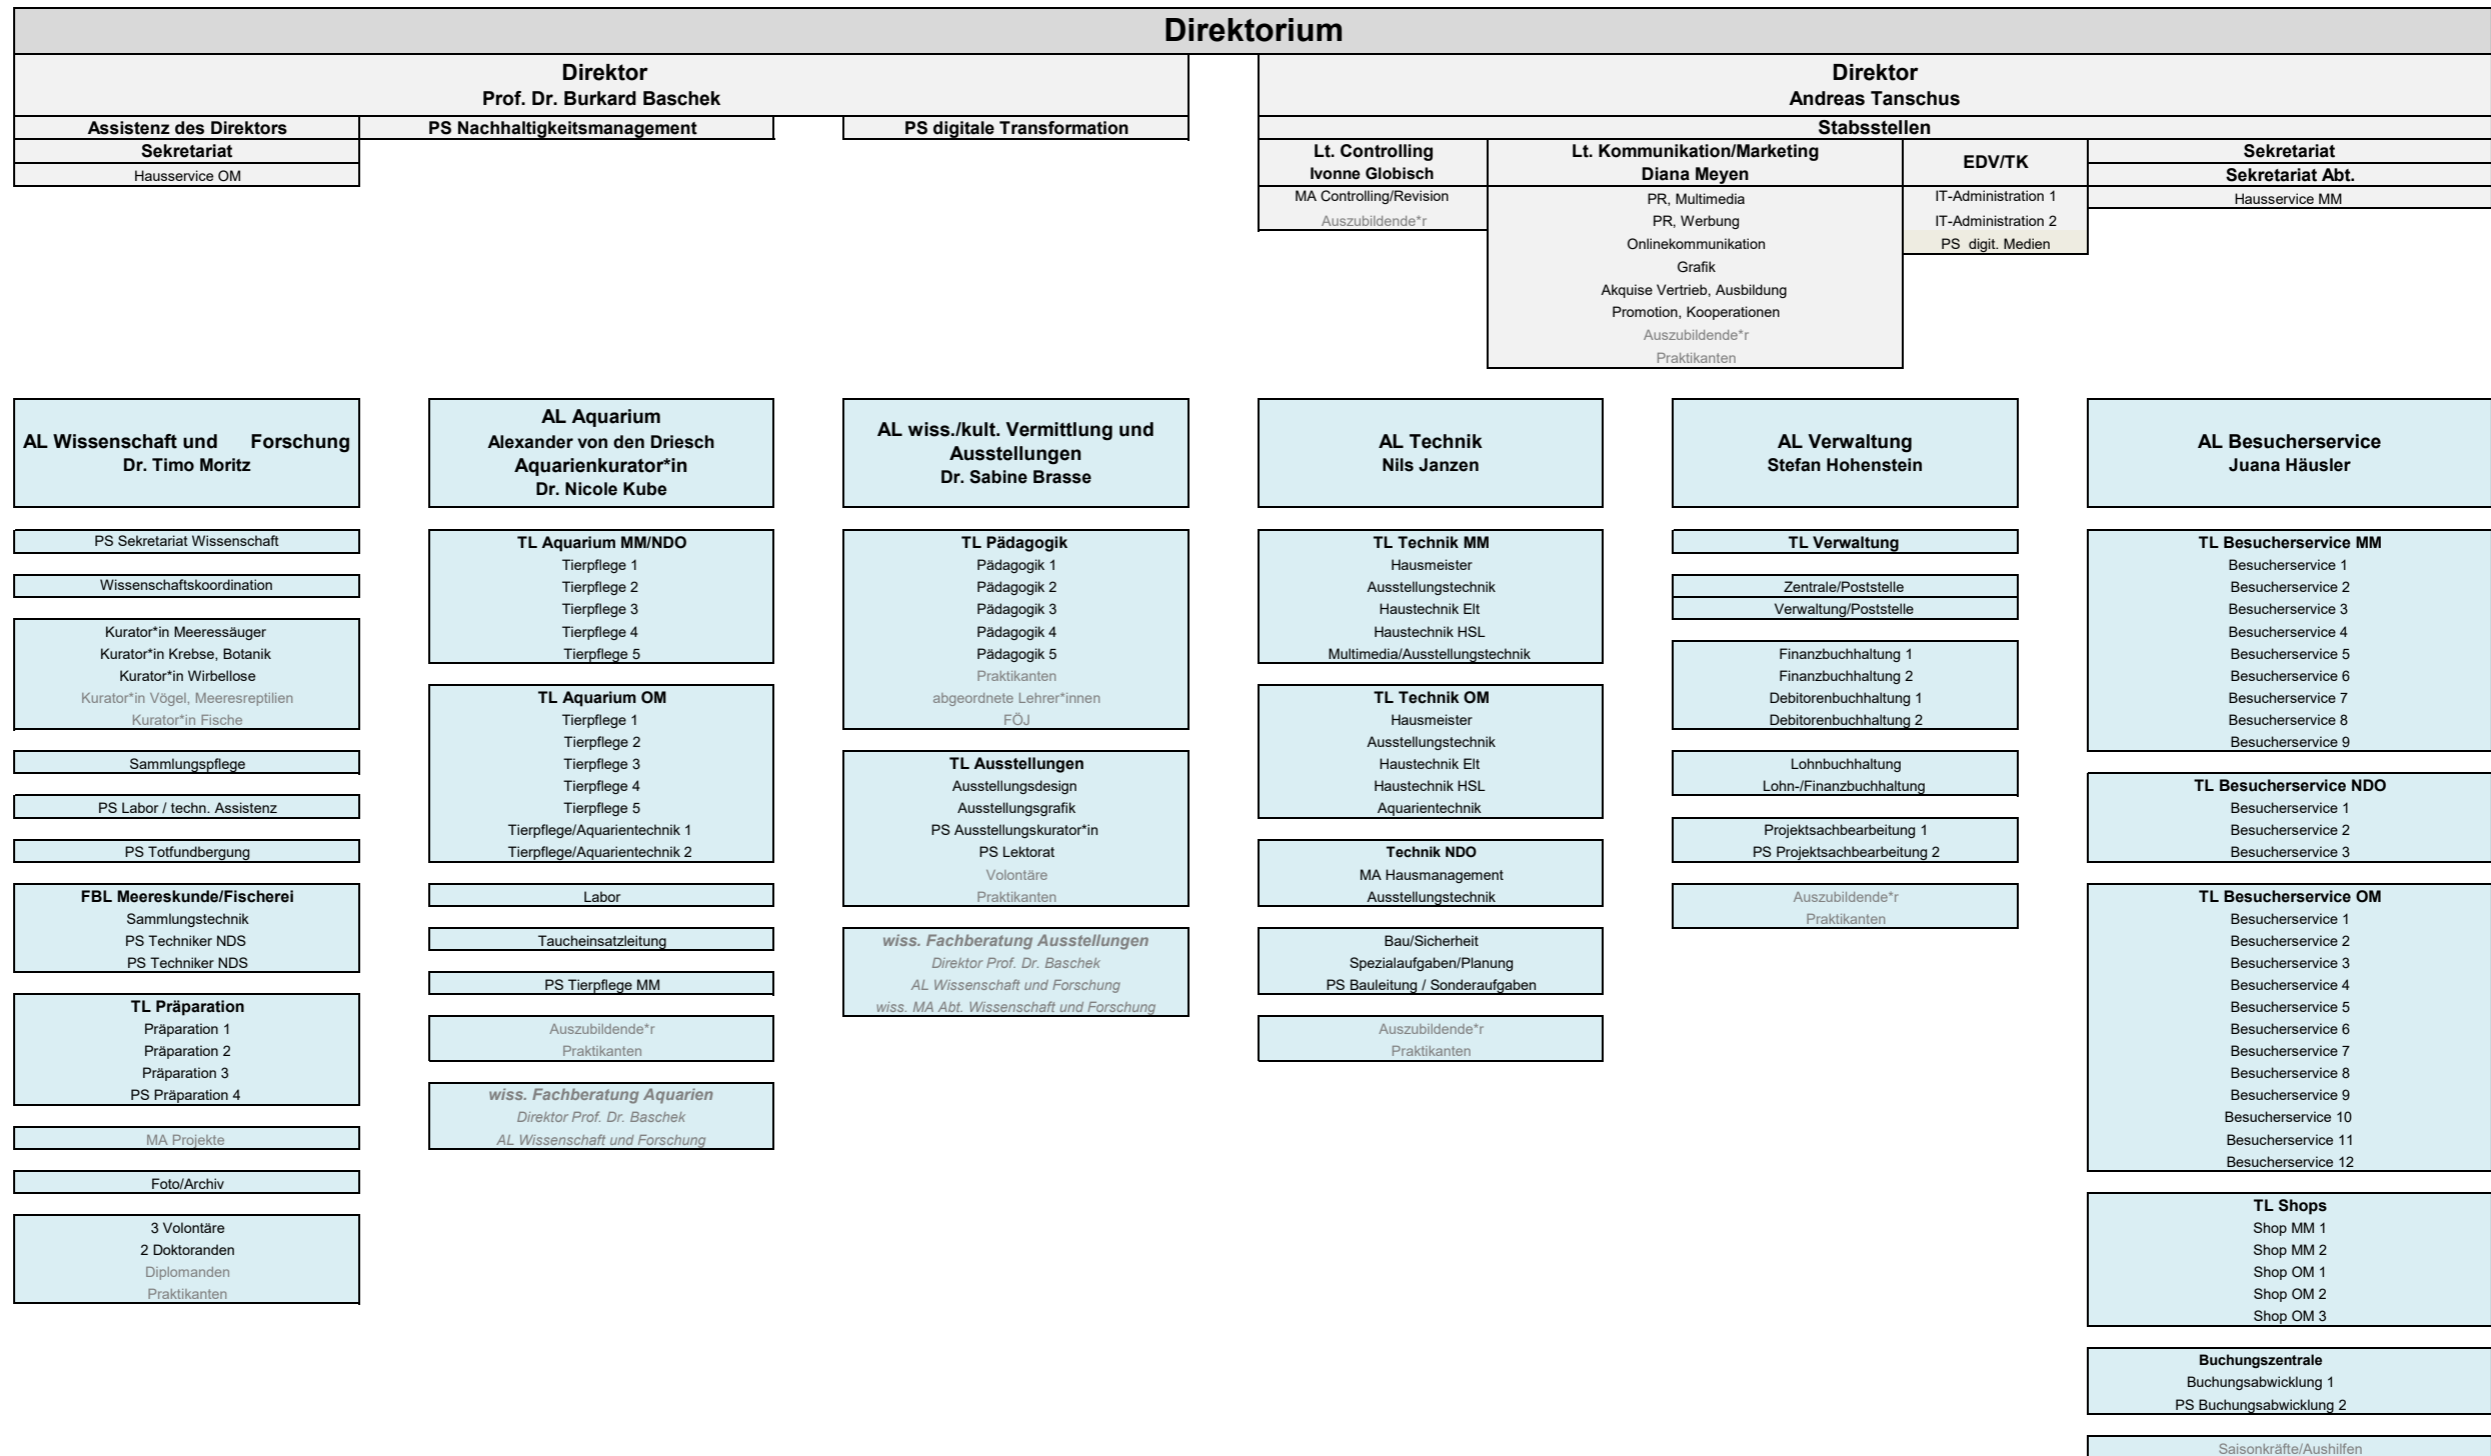 Direktorium
Direktor
Prof. Dr. Burkard Baschek
Assistenz des Direktors
PS Nachhaltigkeitsmanagement
PS digitale Transformation
Sekretariat
Hausservice OM
Direktor
Andreas Tanschus
Stabsstellen
Lt. Controlling
Ivonne Globisch
MA Controlling/Revision
Auszubildende*r
Lt. Kommunikation/Marketing
Diana Meyen
PR, Multimedia
PR, Werbung
Onlinekommunikation
Grafik
Akquise Vertrieb, Ausbildung
Promotion, Kooperationen
Auszubildende*r
Praktikanten
EDV/TK
IT-Administration 1
IT-Administration 2
PS digit. Medien
Sekretariat
Sekretariat Abt.
Hausservice MM
AL Wissenschaft und Forschung
Dr. Timo Moritz
PS Sekretariat Wissenschaft
Wissenschaftskoordination
Kurator*in Meeressäuger
Kurator*in Krebse, Botanik
Kurator*in Wirbellose
Kurator*in Vögel, Meeresreptilien
Kurator*in Fische
Sammlungspflege
PS Labor / techn. Assistenz
PS Totfundbergung
FBL Meereskunde/Fischerei
Sammlungstechnik
PS Techniker NDS
PS Techniker NDS
TL Präparation
Präparation 1
Präparation 2
Präparation 3
PS Präparation 4
MA Projekte
Foto/Archiv
3 Volontäre
2 Doktoranden
Diplomanden
Praktikanten
AL Aquarium
Alexander von den Driesch
Aquarienkurator*in
Dr. Nicole Kube
TL Aquarium MM/NDO
Tierpflege 1
Tierpflege 2
Tierpflege 3
Tierpflege 4
Tierpflege 5
TL Aquarium OM
Tierpflege 1
Tierpflege 2
Tierpflege 3
Tierpflege 4
Tierpflege 5
Tierpflege/Aquarientechnik 1
Tierpflege/Aquarientechnik 2
Labor
Taucheinsatzleitung
PS Tierpflege MM
Auszubildende*r
Praktikanten
wiss. Fachberatung Aquarien
Direktor Prof. Dr. Baschek
AL Wissenschaft und Forschung
AL wiss./kult. Vermittlung und
Ausstellungen
Dr. Sabine Brasse
TL Pädagogik
Pädagogik 1
Pädagogik 2
Pädagogik 3
Pädagogik 4
Pädagogik 5
Praktikanten
abgeordnete Lehrer*innen
FÖJ
TL Ausstellungen
Ausstellungsdesign
Ausstellungsgrafik
PS Ausstellungskurator*in
PS Lektorat
Volontäre
Praktikanten
wiss. Fachberatung Ausstellungen
Direktor Prof. Dr. Baschek
AL Wissenschaft und Forschung
wiss. MA Abt. Wissenschaft und Forschung
AL Technik
Nils Janzen
TL Technik MM
Hausmeister
Ausstellungstechnik
Haustechnik Elt
Haustechnik HSL
Multimedia/Ausstellungstechnik
TL Technik OM
Hausmeister
Ausstellungstechnik
Haustechnik Elt
Haustechnik HSL
Aquarientechnik
Technik NDO
MA Hausmanagement
Ausstellungstechnik
Bau/Sicherheit
Spezialaufgaben/Planung
PS Bauleitung / Sonderaufgaben
Auszubildende*r
Praktikanten
AL Verwaltung
Stefan Hohenstein
TL Verwaltung
Zentrale/Poststelle
Verwaltung/Poststelle
Finanzbuchhaltung 1
Finanzbuchhaltung 2
Debitorenbuchhaltung 1
Debitorenbuchhaltung 2
Lohnbuchhaltung
Lohn-/Finanzbuchhaltung
Projektsachbearbeitung 1
PS Projektsachbearbeitung 2
Auszubildende*r
Praktikanten
AL Besucherservice
Juana Häusler
TL Besucherservice MM
Besucherservice 1
Besucherservice 2
Besucherservice 3
Besucherservice 4
Besucherservice 5
Besucherservice 6
Besucherservice 7
Besucherservice 8
Besucherservice 9
TL Besucherservice NDO
Besucherservice 1
Besucherservice 2
Besucherservice 3
TL Besucherservice OM
Besucherservice 1
Besucherservice 2
Besucherservice 3
Besucherservice 4
Besucherservice 5
Besucherservice 6
Besucherservice 7
Besucherservice 8
Besucherservice 9
Besucherservice 10
Besucherservice 11
Besucherservice 12
TL Shops
Shop MM 1
Shop MM 2
Shop OM 1
Shop OM 2
Shop OM 3
Buchungszentrale
Buchungsabwicklung 1
PS Buchungsabwicklung 2
Saisonkräfte/Aushilfen